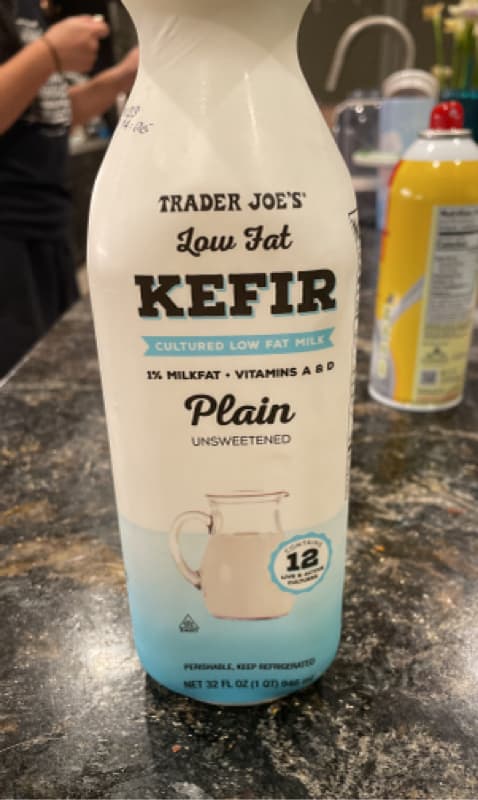 TRADER JOE'S
Low Fat
KEFIR
CULTURED LOW FAT MILK
1% MILKFAT • VITAMINS A & D
Plain
UNSWEETENED
CONTAINS
12
LIVE & ACTIVE
CULTURES
PERISHABLE, KEEP REFRIGERATED
NET 32 FL OZ (1 QT) 946